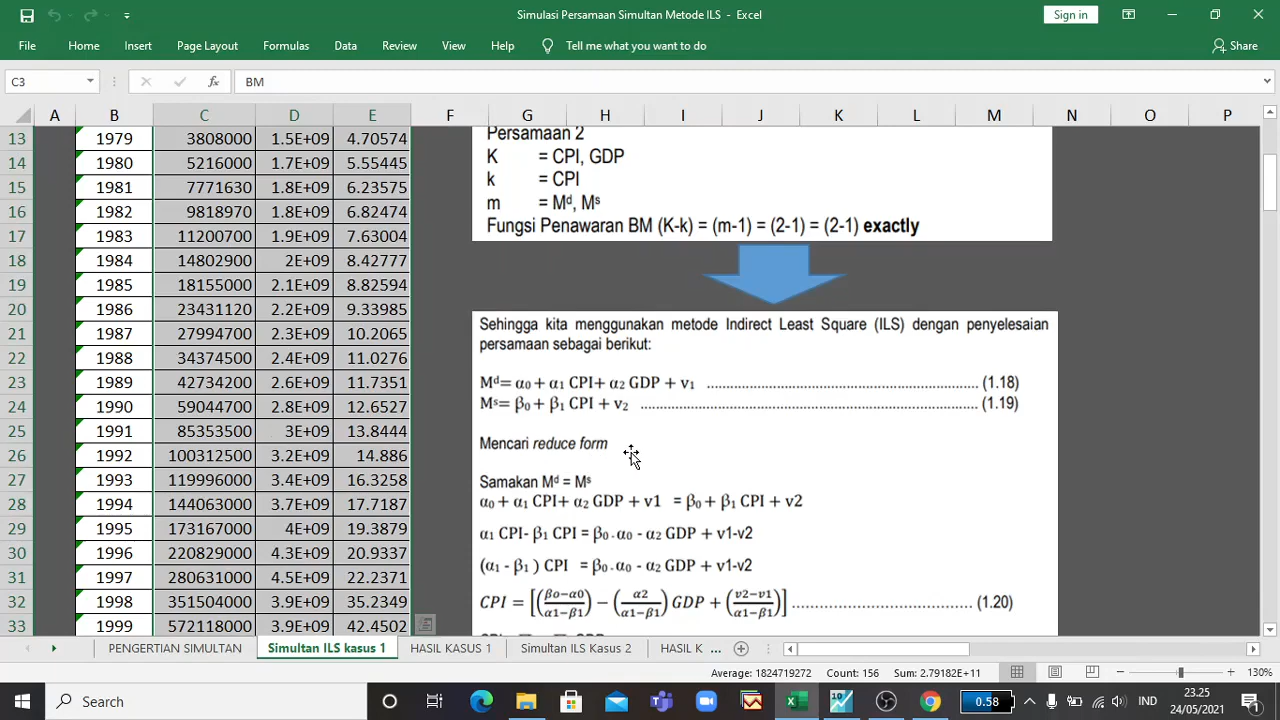 Simulasi Persamaan Simultan Metode ILS - Excel
Sign in
File Home Insert Page Layout Formulas Data Review View Help Tell me what you want to do Share
C3 fx BM
A B C D E F G H I J K L M N O P
13 1979 3808000 1.5E+09 4.70574
14 1980 5216000 1.7E+09 5.55445
15 1981 7771630 1.8E+09 6.23575
16 1982 9818970 1.8E+09 6.82474
17 1983 11200700 1.9E+09 7.63004
18 1984 14802900 2E+09 8.42777
19 1985 18155000 2.1E+09 8.82594
20 1986 23431120 2.2E+09 9.33985
21 1987 27994700 2.3E+09 10.2065
22 1988 34374500 2.4E+09 11.0276
23 1989 42734200 2.6E+09 11.7351
24 1990 59044700 2.8E+09 12.6527
25 1991 85353500 3E+09 13.8444
26 1992 100312500 3.2E+09 14.886
27 1993 119996000 3.4E+09 16.3258
28 1994 144063000 3.7E+09 17.7187
29 1995 173167000 4E+09 19.3879
30 1996 220829000 4.3E+09 20.9337
31 1997 280631000 4.5E+09 22.2371
32 1998 351504000 3.9E+09 35.2349
33 1999 572118000 3.9E+09 42.4502
Persamaan 2
K = CPI, GDP
k = CPI
m = Mᵈ, Mˢ
Fungsi Penawaran BM (K-k) = (m-1) = (2-1) = (2-1) exactly
Sehingga kita menggunakan metode Indirect Least Square (ILS) dengan penyelesaian
persamaan sebagai berikut:
Mᵈ= α₀ + α₁ CPI+ α₂ GDP + v₁ ........................................................ (1.18)
Mˢ= β₀ + β₁ CPI + v₂ ..................................................................... (1.19)
Mencari reduce form
Samakan Mᵈ = Mˢ
α₀ + α₁ CPI+ α₂ GDP + v1 = β₀ + β₁ CPI + v2
α₁ CPI- β₁ CPI = β₀ - α₀ - α₂ GDP + v1-v2
(α₁ - β₁ ) CPI = β₀ - α₀ - α₂ GDP + v1-v2
CPI = [((βo−α0)/(α1−β1)) − (α2/(α1−β1)) GDP + ((v2−v1)/(α1−β1))] ....................................... (1.20)
PENGERTIAN SIMULTAN Simultan ILS kasus 1 HASIL KASUS 1 Simultan ILS Kasus 2 HASIL K ...
Average: 1824719272 Count: 156 Sum: 2.79182E+11 130%
Search 0.58 IND 23.25
24/05/2021